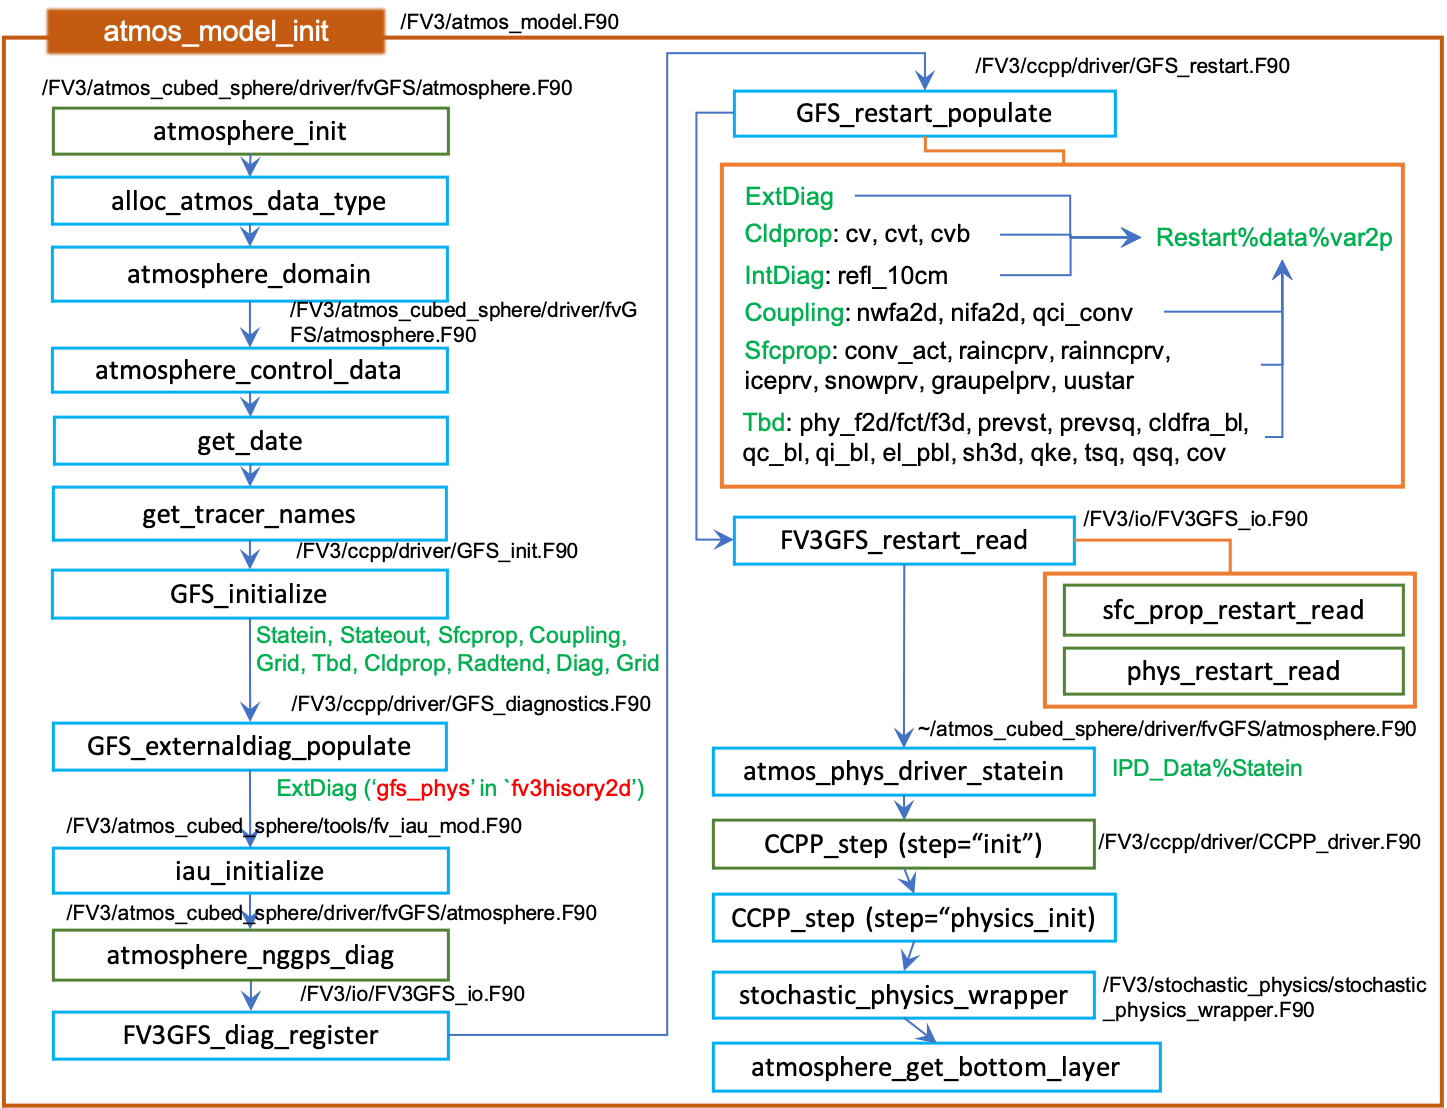 atmos_model_init
/FV3/atmos_model.F90
/FV3/atmos_cubed_sphere/driver/fvGFS/atmosphere.F90
atmosphere_init
alloc_atmos_data_type
atmosphere_domain
/FV3/atmos_cubed_sphere/driver/fvG
FS/atmosphere.F90
atmosphere_control_data
get_date
get_tracer_names
/FV3/ccpp/driver/GFS_init.F90
GFS_initialize
Statein, Stateout, Sfcprop, Coupling,
Grid, Tbd, Cldprop, Radtend, Diag, Grid
/FV3/ccpp/driver/GFS_diagnostics.F90
GFS_externaldiag_populate
ExtDiag (‘gfs_phys’ in `fv3hisory2d’)
/FV3/atmos_cubed_sphere/tools/fv_iau_mod.F90
iau_initialize
/FV3/atmos_cubed_sphere/driver/fvGFS/atmosphere.F90
atmosphere_nggps_diag
/FV3/io/FV3GFS_io.F90
FV3GFS_diag_register
/FV3/ccpp/driver/GFS_restart.F90
GFS_restart_populate
ExtDiag
Cldprop: cv, cvt, cvb
Restart%data%var2p
IntDiag: refl_10cm
Coupling: nwfa2d, nifa2d, qci_conv
Sfcprop: conv_act, raincprv, rainncprv,
iceprv, snowprv, graupelprv, uustar
Tbd: phy_f2d/fct/f3d, prevst, prevsq, cldfra_bl,
qc_bl, qi_bl, el_pbl, sh3d, qke, tsq, qsq, cov
/FV3/io/FV3GFS_io.F90
FV3GFS_restart_read
sfc_prop_restart_read
phys_restart_read
~/atmos_cubed_sphere/driver/fvGFS/atmosphere.F90
atmos_phys_driver_statein
IPD_Data%Statein
CCPP_step (step=“init”)
/FV3/ccpp/driver/CCPP_driver.F90
CCPP_step (step=“physics_init)
stochastic_physics_wrapper
/FV3/stochastic_physics/stochastic
_physics_wrapper.F90
atmosphere_get_bottom_layer